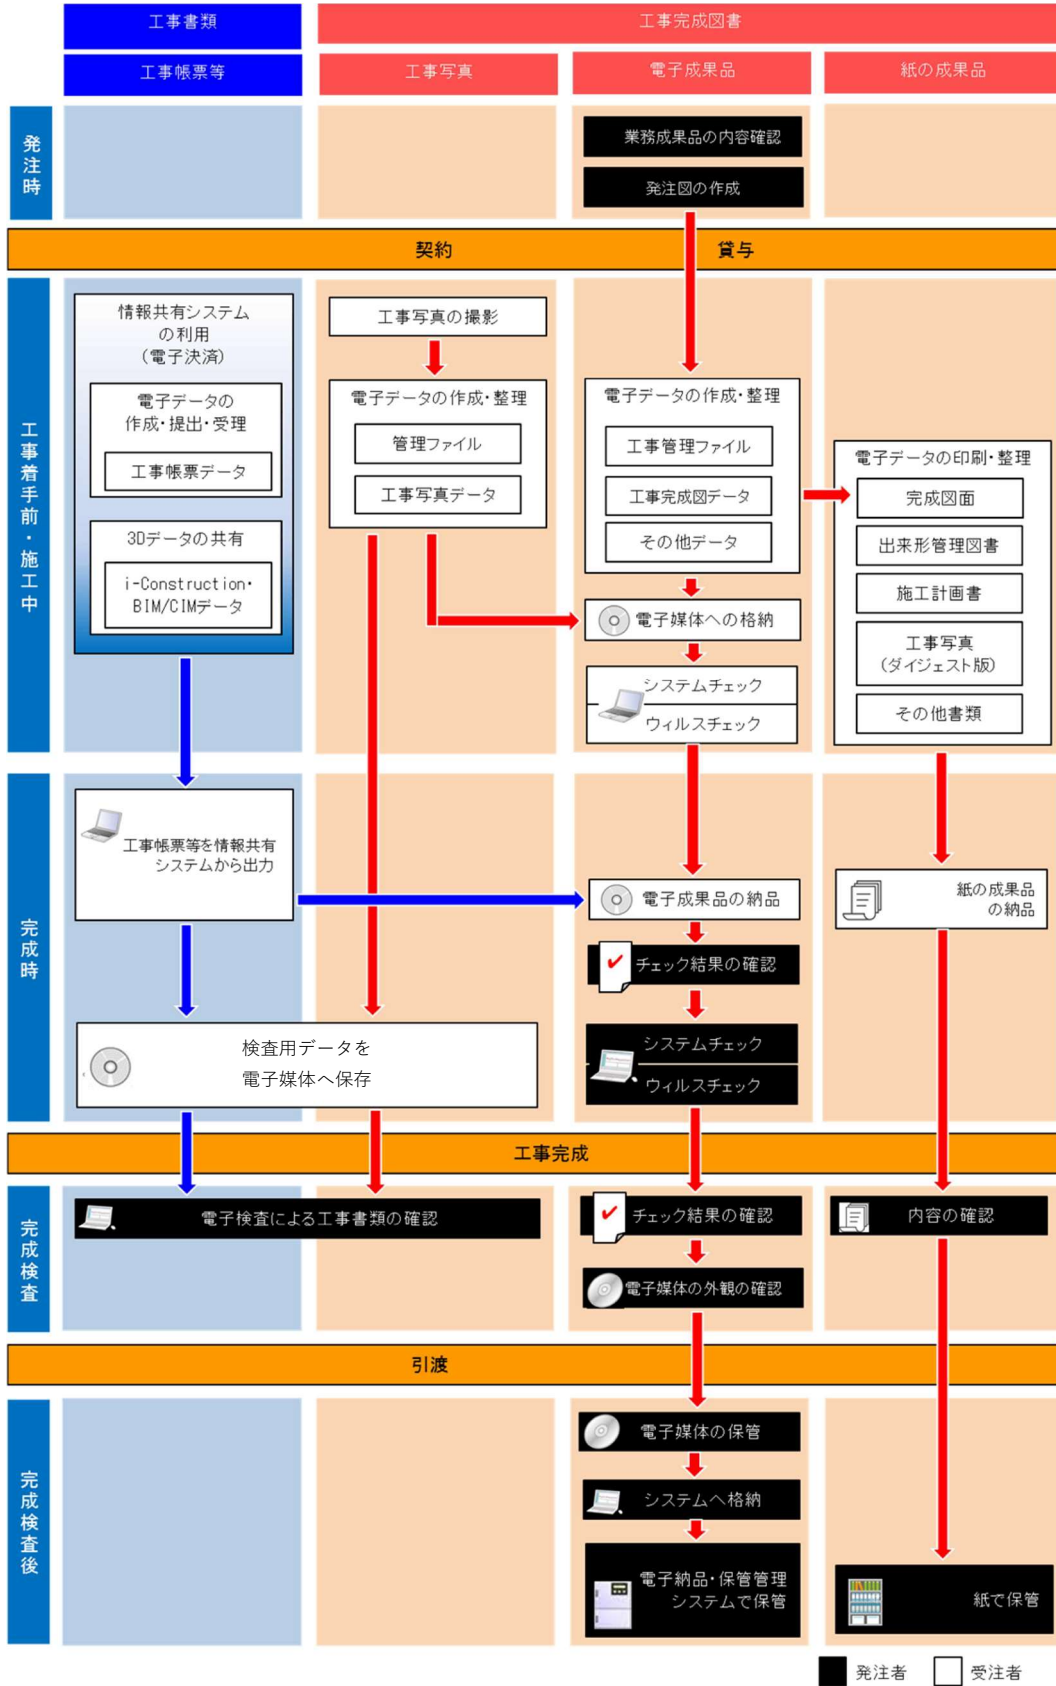 工事書類
工事完成図書
工事帳票等
工事写真
電子成果品
紙の成果品
発注時
業務成果品の内容確認
発注図の作成
契約
貸与
工事着手前・施工中
情報共有システム
の利用
(電子決済)
電子データの
作成・提出・受理
工事帳票データ
3Dデータの共有
i-Construction・
BIM/CIMデータ
工事写真の撮影
電子データの作成・整理
管理ファイル
工事写真データ
電子データの作成・整理
工事管理ファイル
工事完成図データ
その他データ
電子媒体への格納
システムチェック
ウィルスチェック
電子データの印刷・整理
完成図面
出来形管理図書
施工計画書
工事写真
(ダイジェスト版)
その他書類
完成時
工事帳票等を情報共有
システムから出力
電子成果品の納品
紙の成果品
の納品
チェック結果の確認
検査用データを
電子媒体へ保存
システムチェック
ウィルスチェック
工事完成
完成検査
電子検査による工事書類の確認
チェック結果の確認
内容の確認
電子媒体の外観の確認
引渡
完成検査後
電子媒体の保管
システムへ格納
電子納品・保管管理
システムで保管
紙で保管
発注者
受注者